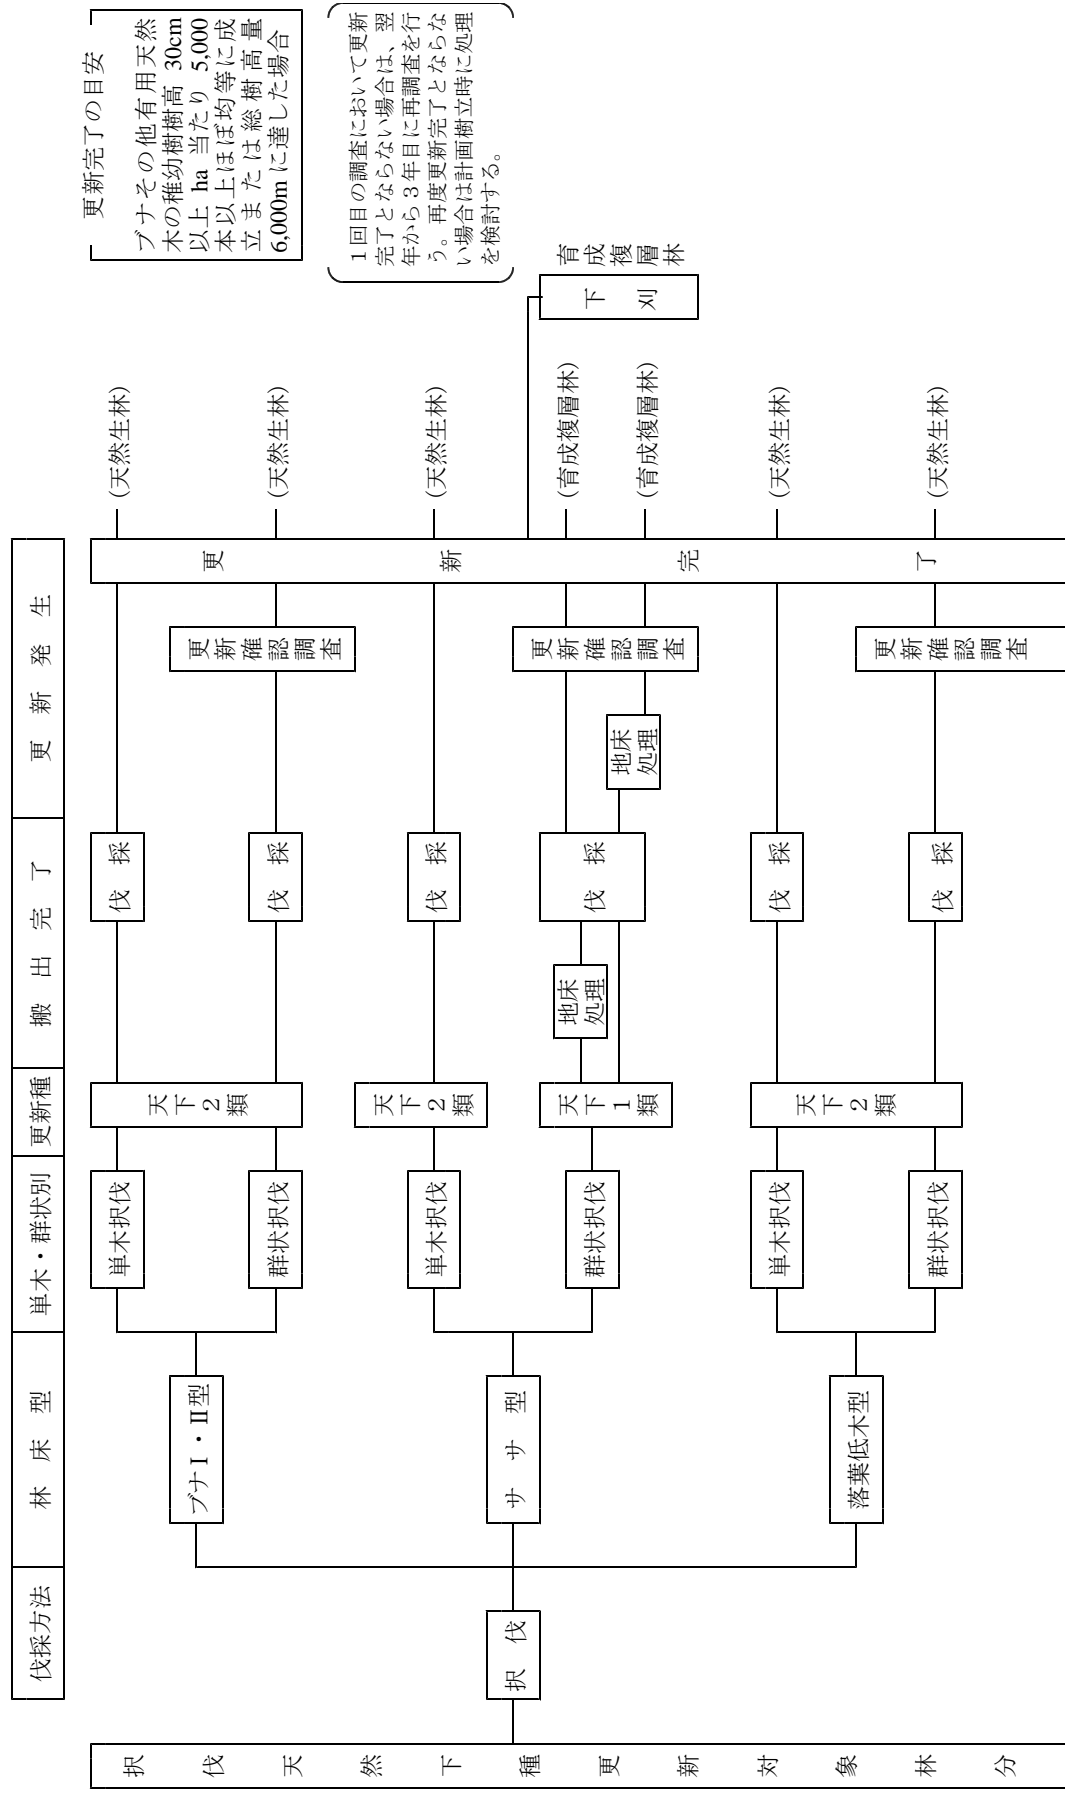 伐採方法 林床型 単木・群状別 更新種 搬出完了 更新発生
択伐天然下種更新対象林分
択伐
ブナⅠ・Ⅱ型
ササ型
落葉低木型
単木択伐
群状択伐
単木択伐
群状択伐
単木択伐
群状択伐
天下2類
天下2類
天下1類
天下2類
地床
処理
伐採
伐採
伐採
伐採
伐採
伐採
地床
処理
更新確認調査
更新確認調査
更新確認調査
更新完了
(天然生林)
(天然生林)
(天然生林)
(育成複層林)
(育成複層林)
(天然生林)
(天然生林)
下刈
育成複層林
更新完了の目安
ブナその他有用天然
木の稚幼樹樹高 30cm
以上 ha 当たり 5,000
本以上ほぼ均等に成
立または総樹高量
6,000m に達した場合
1回目の調査において更新
完了とならない場合は、翌
年から3年目に再調査を行
う。再度更新完了とならな
い場合は計画樹立時に処理
を検討する。